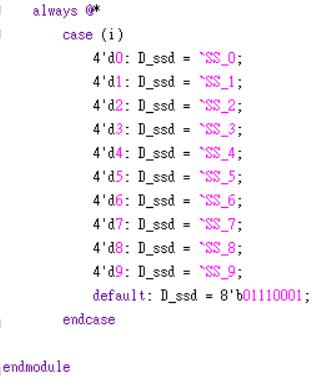 always @*
case (i)
4'd0: D_ssd = `SS_0;
4'd1: D_ssd = `SS_1;
4'd2: D_ssd = `SS_2;
4'd3: D_ssd = `SS_3;
4'd4: D_ssd = `SS_4;
4'd5: D_ssd = `SS_5;
4'd6: D_ssd = `SS_6;
4'd7: D_ssd = `SS_7;
4'd8: D_ssd = `SS_8;
4'd9: D_ssd = `SS_9;
default: D_ssd = 8'b01110001;
endcase
endmodule